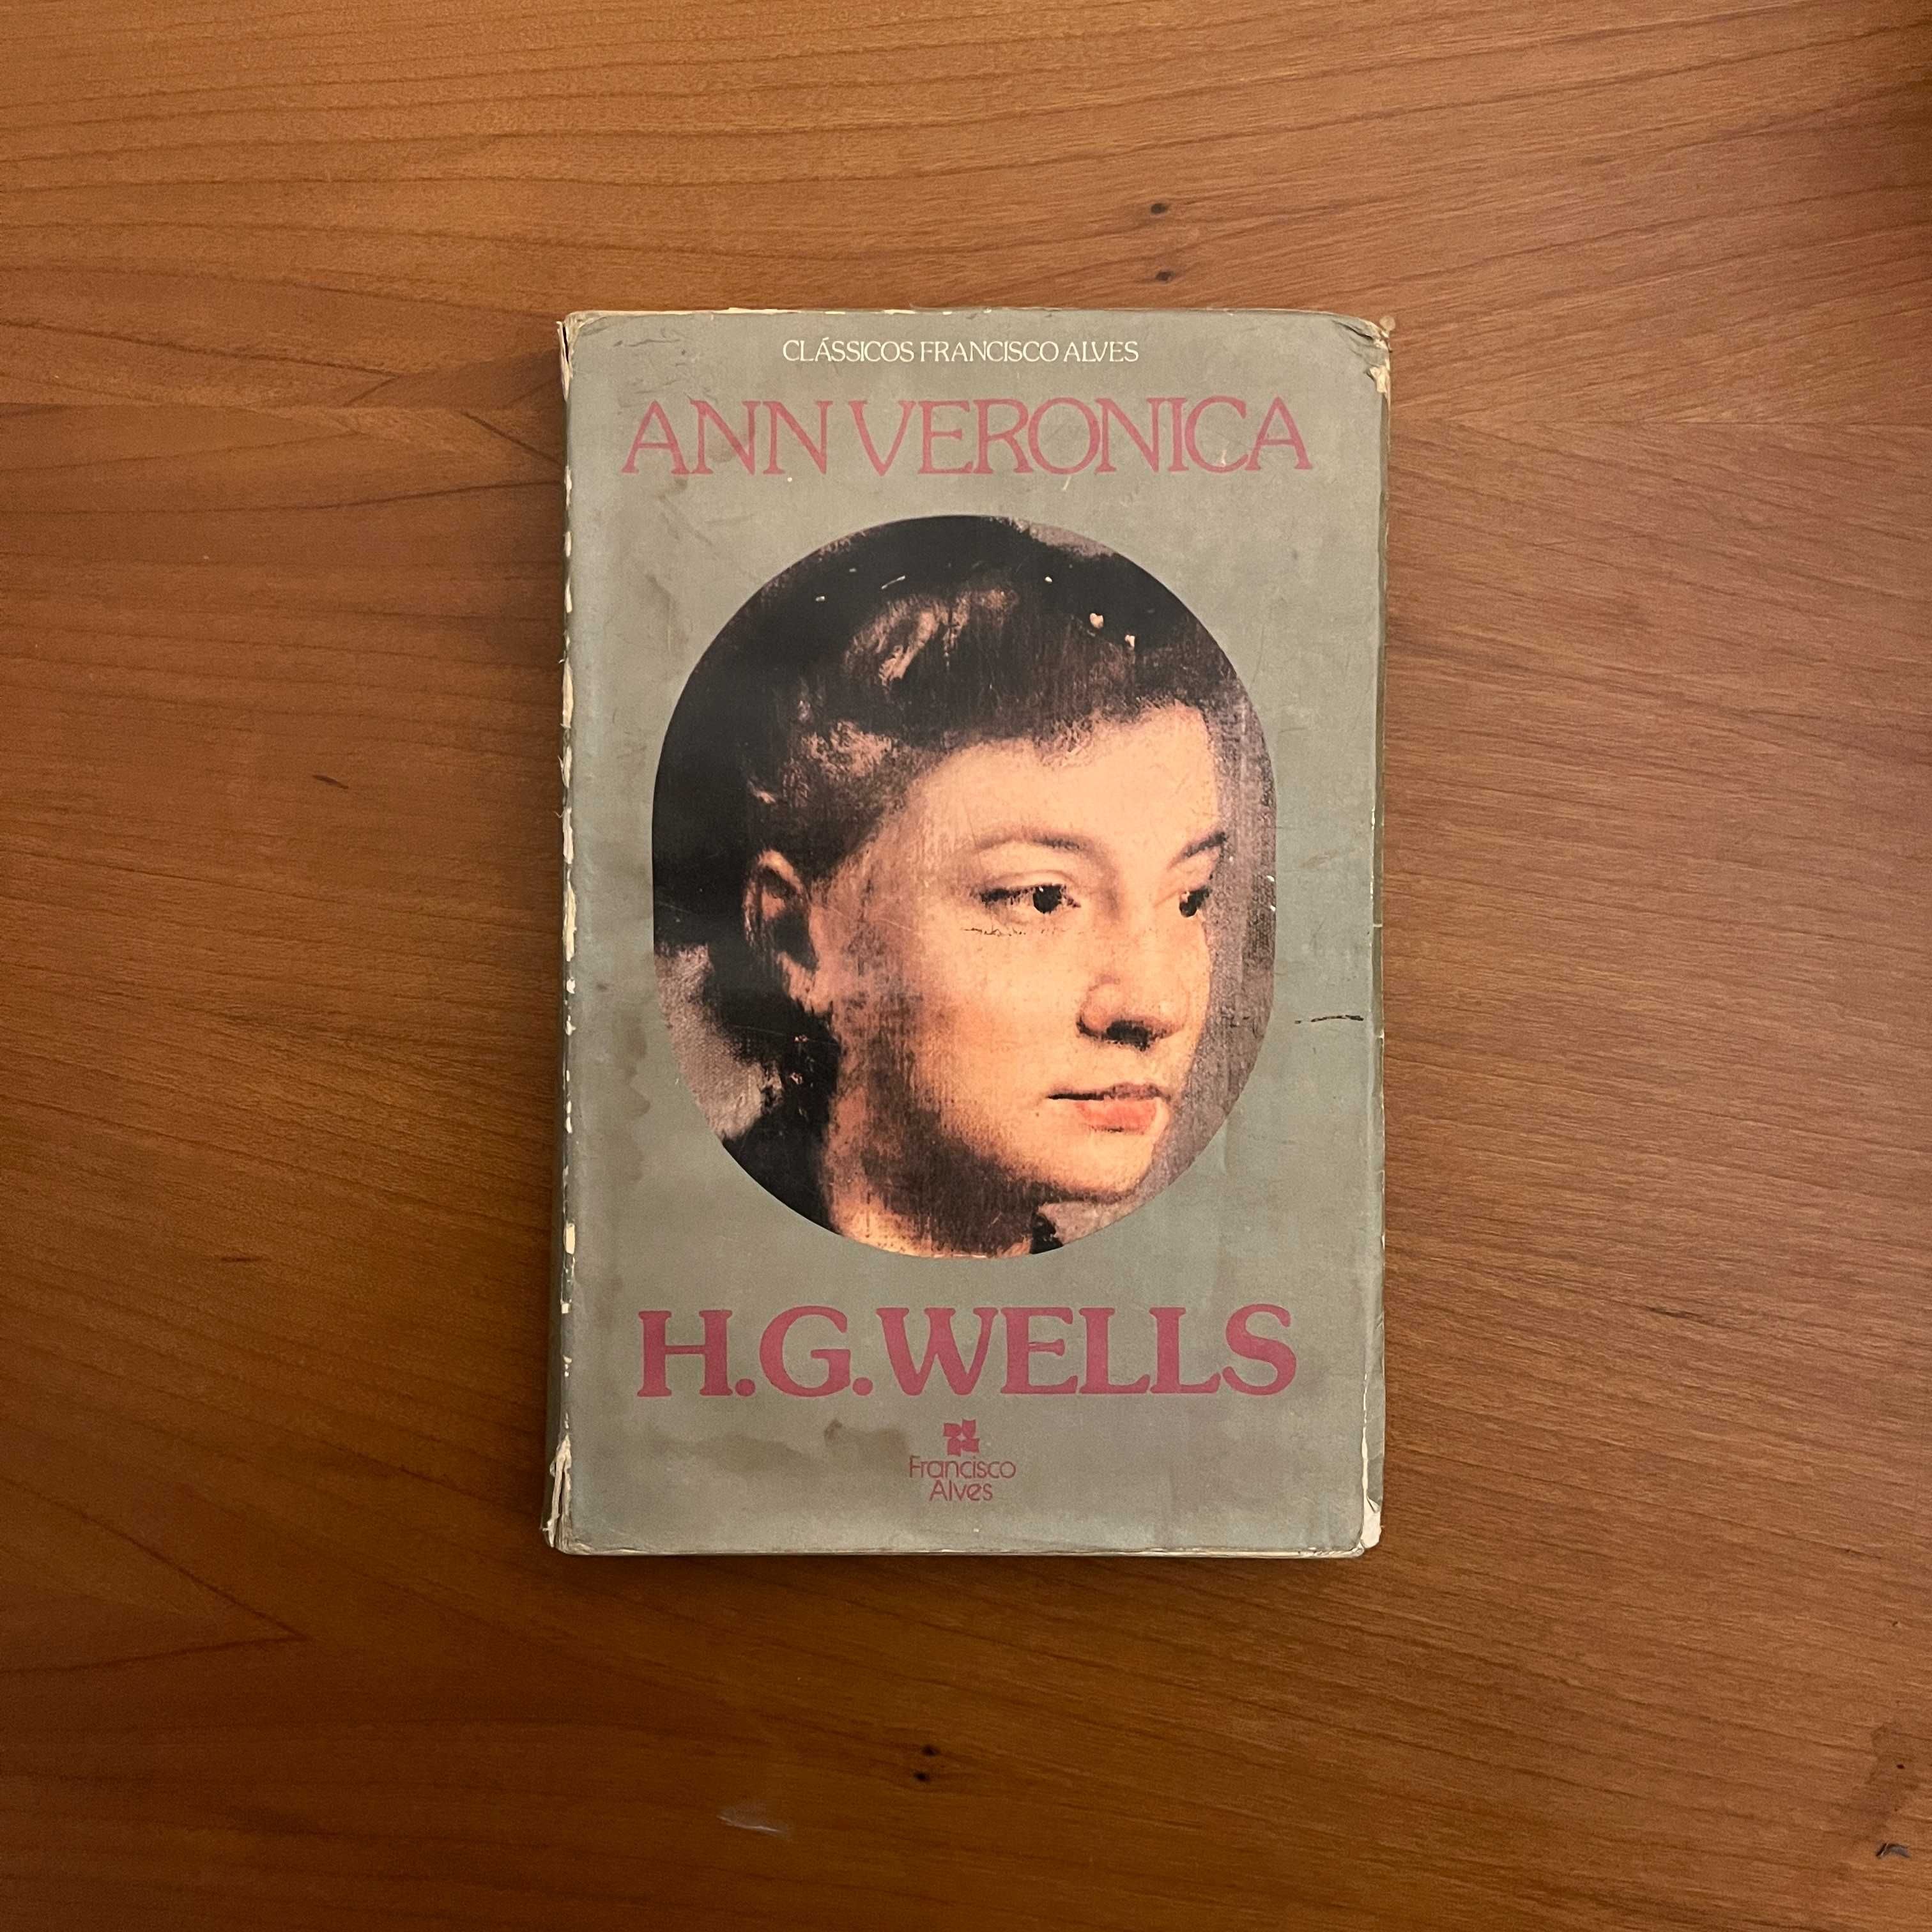 CLÁSSICOS FRANCISCO ALVES
ANN VERONICA
H.G.WELLS
Francisco
Alves